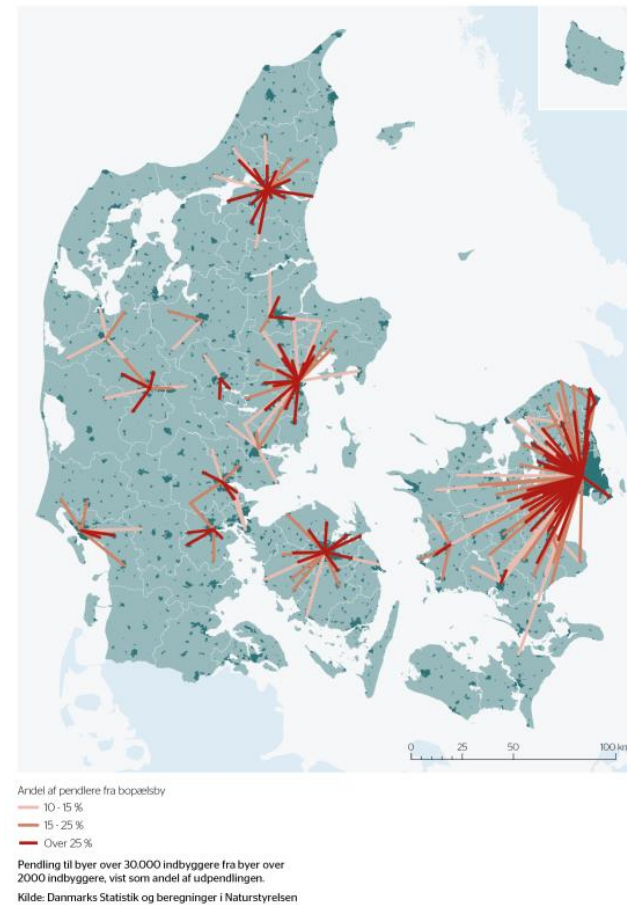 0 25 50 100 km
Andel af pendlere fra bopælsby
10 - 15 %
15 - 25 %
Over 25 %
Pendling til byer over 30.000 indbyggere fra byer over
2000 indbyggere, vist som andel af udpendlingen.
Kilde: Danmarks Statistik og beregninger i Naturstyrelsen